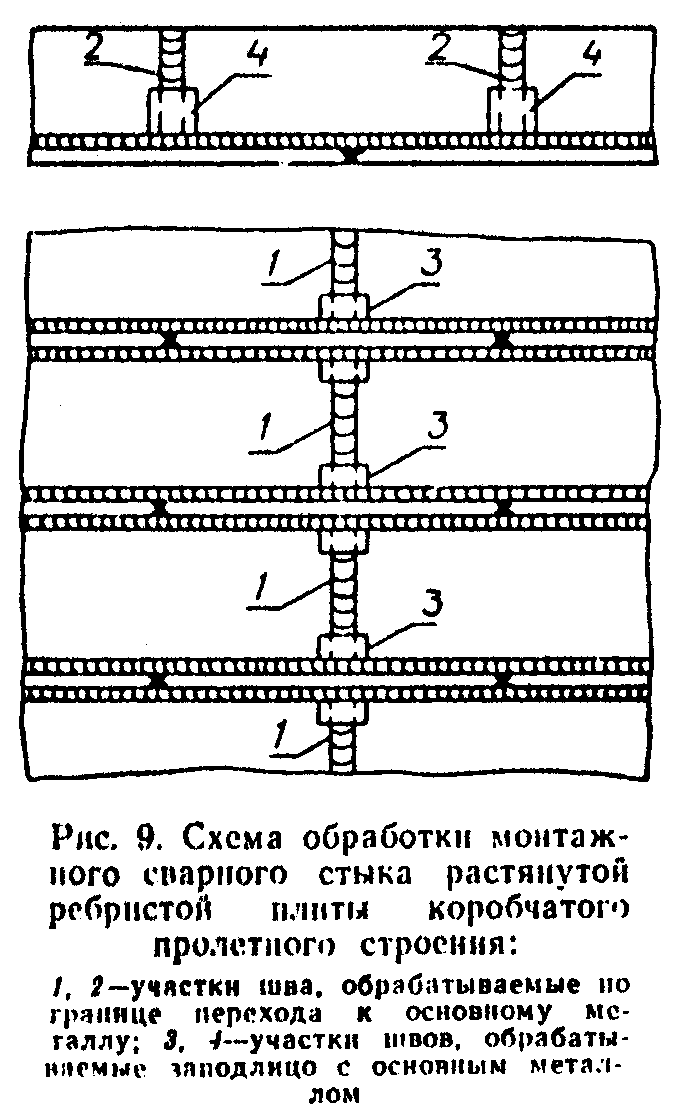 2 4 2 4
1 3
1 3
1 3
1
Рис. 9. Схема обработки монтаж-
ного сварного стыка растянутой
ребристой плиты коробчатого
пролетного строения:
1, 2—участки шва, обрабатываемые по
границе перехода к основному ме-
таллу; 3, 4—участки швов, обрабаты-
ваемые заподлицо с основным метал-
лом